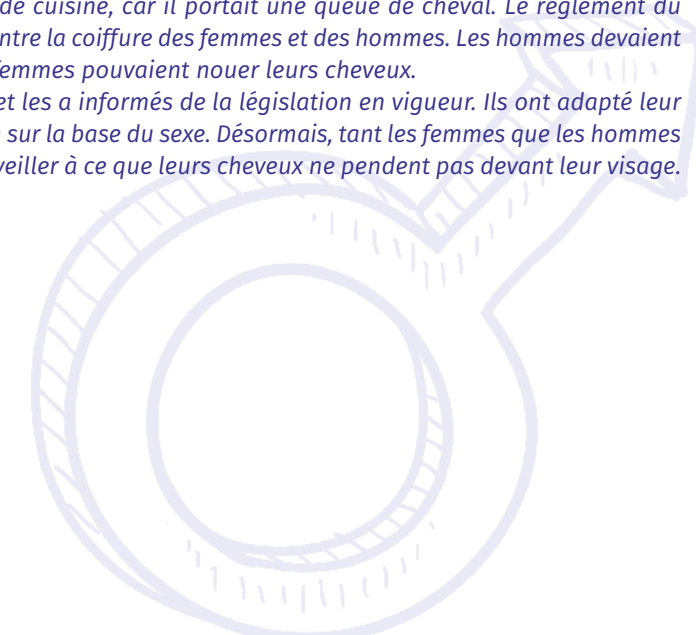 de cuisine, car il portait une queue de cheval. Le règlement du
ntre la coiffure des femmes et des hommes. Les hommes devaient
femmes pouvaient nouer leurs cheveux.
et les a informés de la législation en vigueur. Ils ont adapté leur
sur la base du sexe. Désormais, tant les femmes que les hommes
veiller à ce que leurs cheveux ne pendent pas devant leur visage.